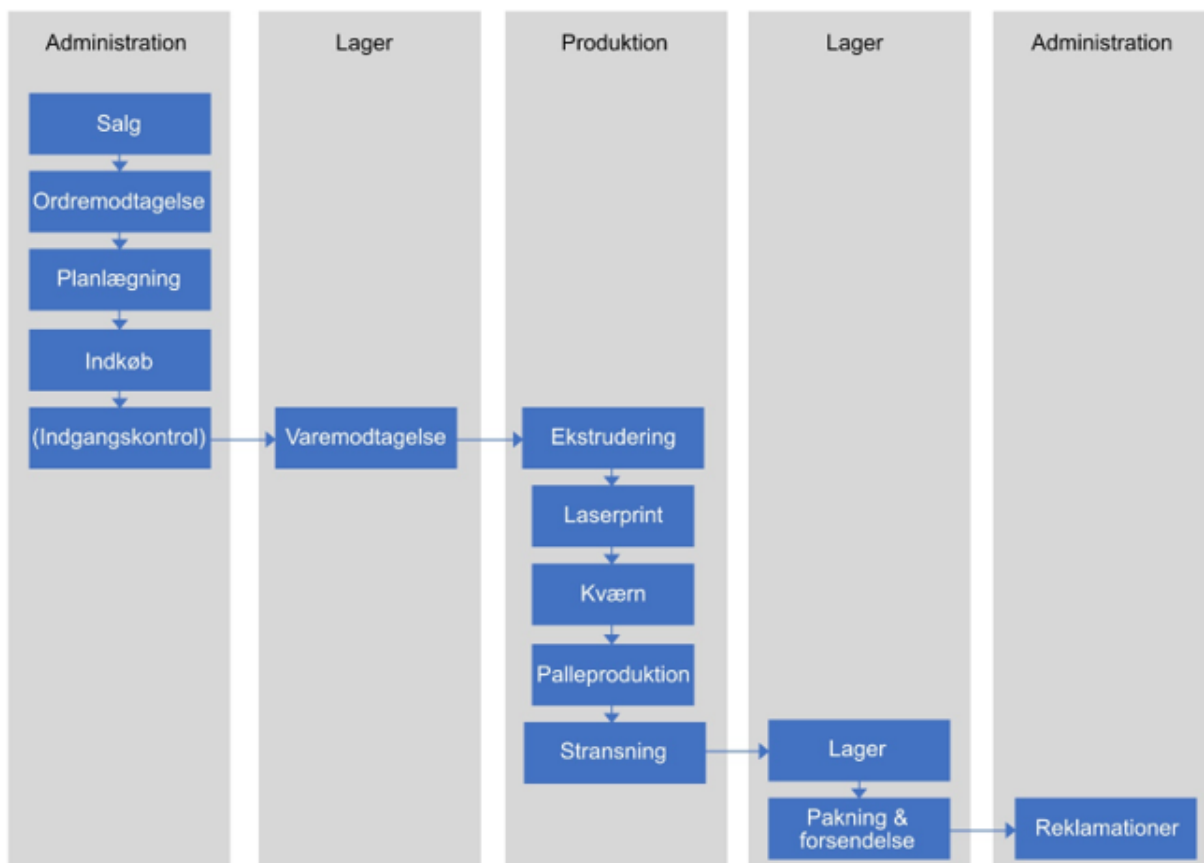 Administration
Lager
Produktion
Lager
Administration
Salg
Ordremodtagelse
Planlægning
Indkøb
(Indgangskontrol)
Varemodtagelse
Ekstrudering
Laserprint
Kværn
Palleproduktion
Stransning
Lager
Pakning &
forsendelse
Reklamationer